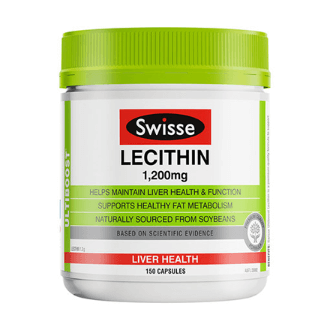 Swisse
LECITHIN
1,200mg
HELPS MAINTAIN LIVER HEALTH & FUNCTION
SUPPORTS HEALTHY FAT METABOLISM
NATURALLY SOURCED FROM SOYBEANS
BASED ON SCIENTIFIC EVIDENCE
LIVER HEALTH
150 CAPSULES
ULTIBOOST